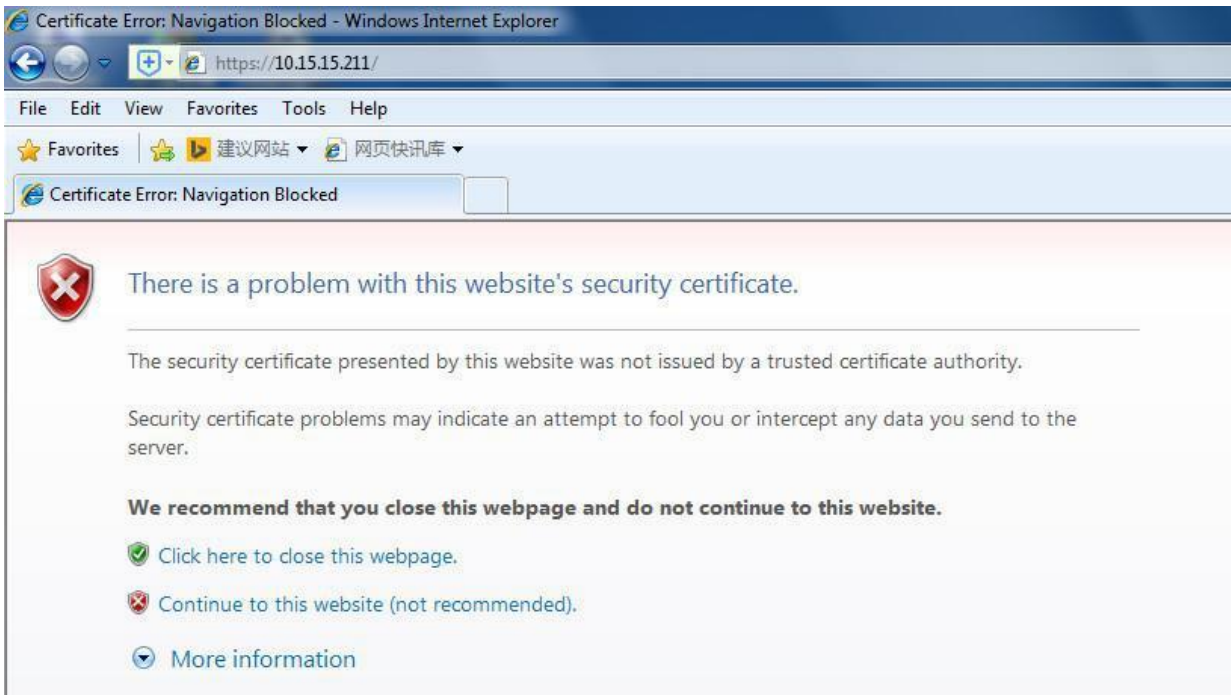 Certificate Error: Navigation Blocked - Windows Internet Explorer
https://10.15.15.211/
File Edit View Favorites Tools Help
Favorites 建议网站 网页快讯库
Certificate Error: Navigation Blocked
There is a problem with this website's security certificate.
The security certificate presented by this website was not issued by a trusted certificate authority.
Security certificate problems may indicate an attempt to fool you or intercept any data you send to the
server.
We recommend that you close this webpage and do not continue to this website.
Click here to close this webpage.
Continue to this website (not recommended).
More information